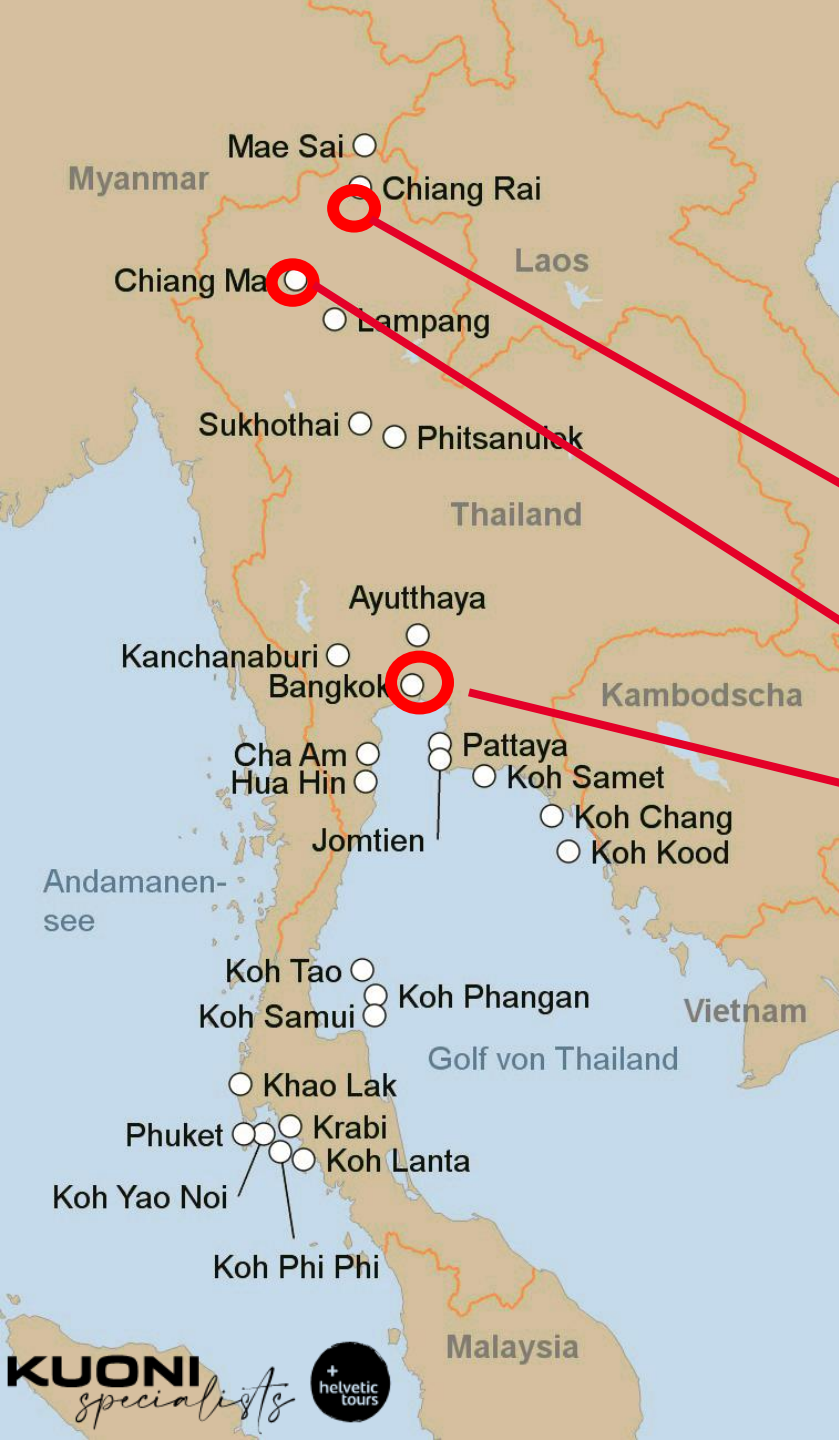 Mae Sai
Myanmar
Chiang Rai
Laos
Chiang Ma
Lampang
Sukhothai
Phitsanulok
Thailand
Ayutthaya
Kanchanaburi
Bangkok
Kambodscha
Cha Am
Pattaya
Hua Hin
Koh Samet
Jomtien
Koh Chang
Koh Kood
Andamanen-
see
Koh Tao
Koh Phangan
Koh Samui
Vietnam
Golf von Thailand
Khao Lak
Phuket
Krabi
Koh Lanta
Koh Yao Noi
Koh Phi Phi
Malaysia
KUONI
specialists
+
helvetic
tours